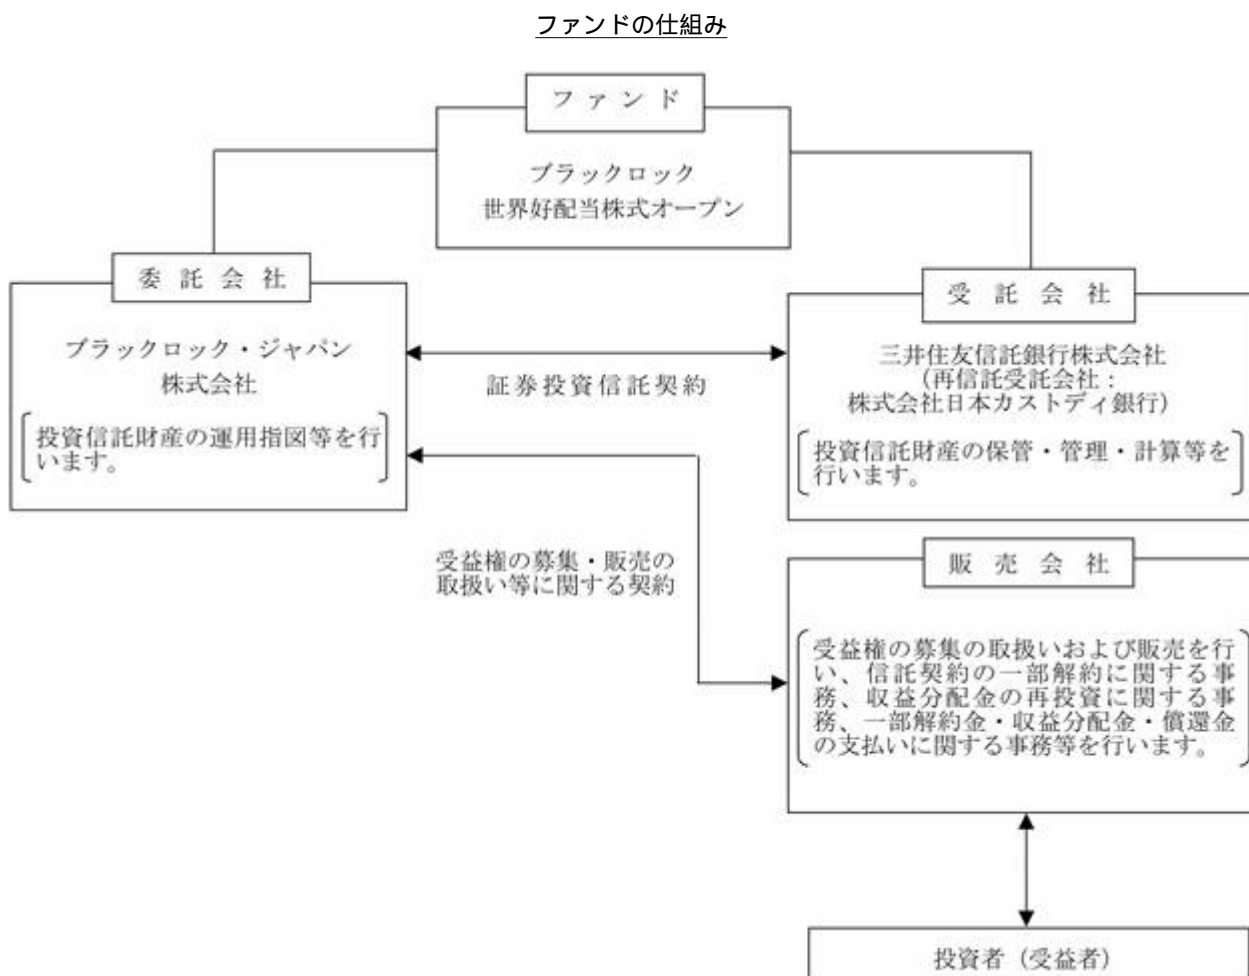 ファンドの仕組み
ファンド
ブラックロック
世界好配当株式オープン
委託会社
ブラックロック・ジャパン
株式会社
投資信託財産の運用指図等を行
います。
証券投資信託契約
受託会社
三井住友信託銀行株式会社
(再信託受託会社：
株式会社日本カストディ銀行)
投資信託財産の保管・管理・計算等を
行います。
受益権の募集・販売の
取扱い等に関する契約
販売会社
受益権の募集の取扱いおよび販売を行
い、信託契約の一部解約に関する事
務、収益分配金の再投資に関する事
務、一部解約金・収益分配金・償還金
の支払いに関する事務等を行います。
投資者（受益者）